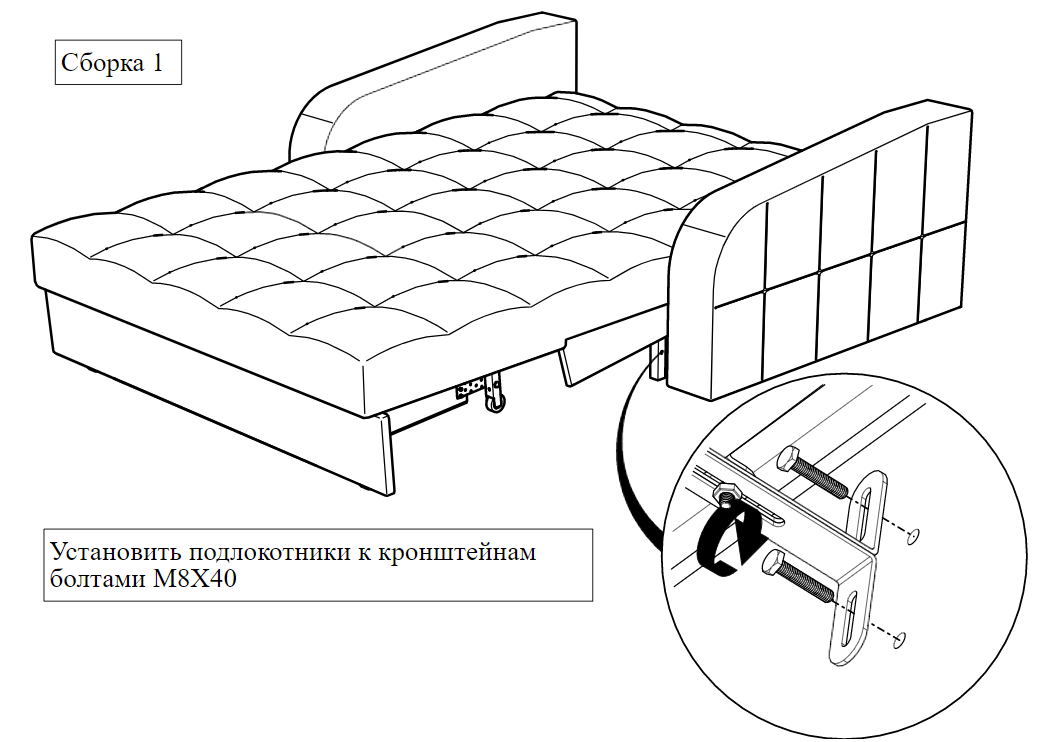 Сборка 1
Установить подлокотники к кронштейнам
болтами М8Х40